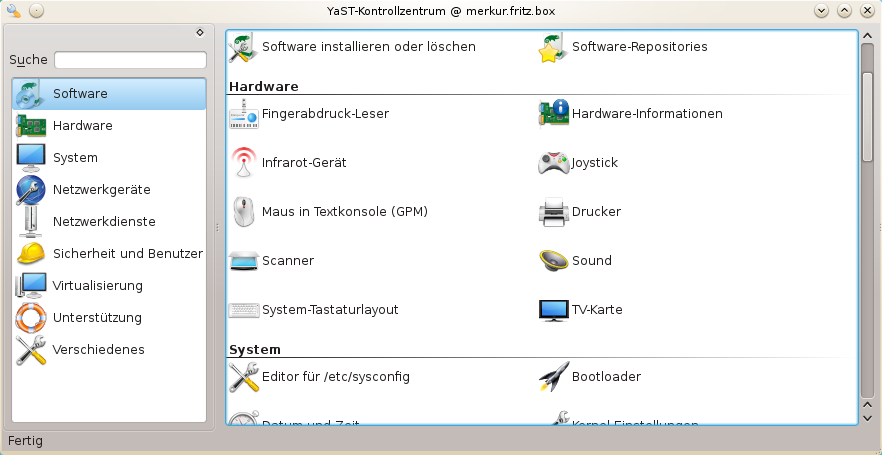 YaST-Kontrollzentrum @ merkur.fritz.box
Suche
Software
Hardware
System
Netzwerkgeräte
Netzwerkdienste
Sicherheit und Benutzer
Virtualisierung
Unterstützung
Verschiedenes
Software installieren oder löschen
Software-Repositories
Hardware
Fingerabdruck-Leser
Hardware-Informationen
Infrarot-Gerät
Joystick
Maus in Textkonsole (GPM)
Drucker
Scanner
Sound
System-Tastaturlayout
TV-Karte
System
Editor für /etc/sysconfig
Bootloader
Datum und Zeit
Kernel-Einstellungen
Fertig